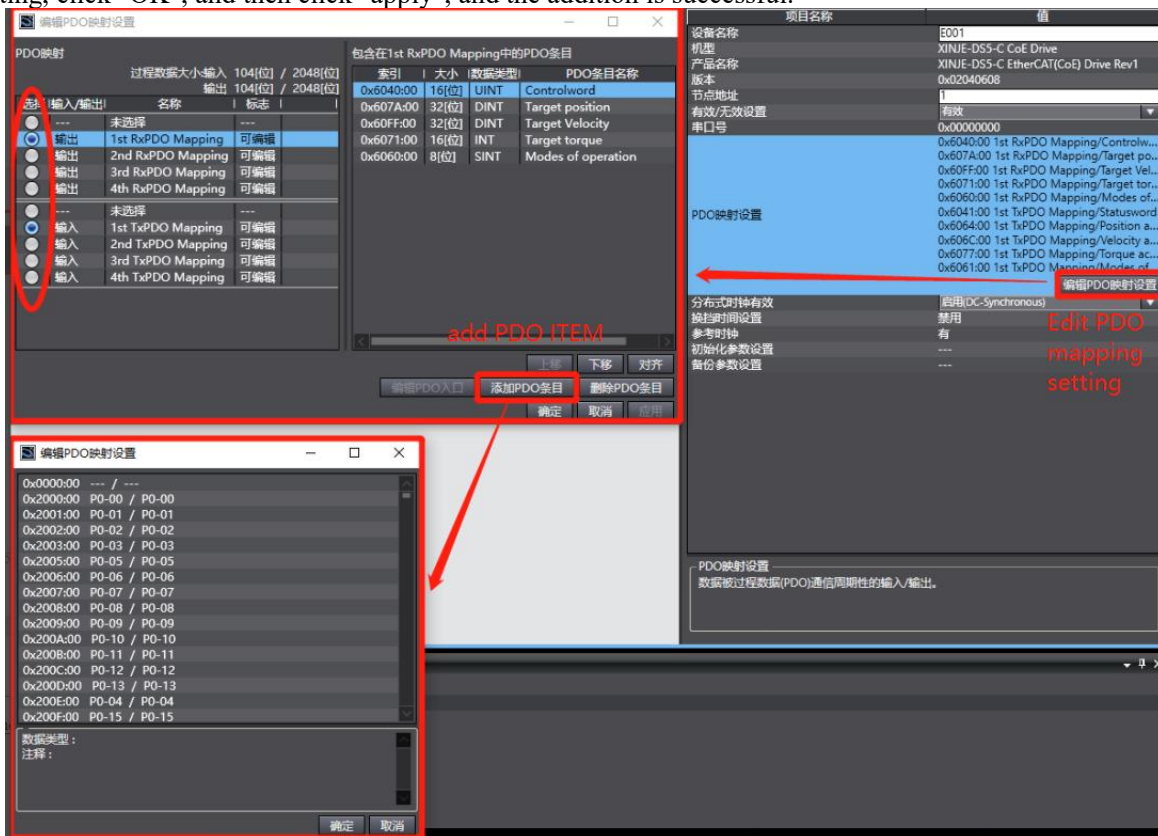 ting, click "OK", and then click "apply", and the addition is successful.
编辑PDO映射设置
PDO映射
过程数据大小:输入 104[位] / 2048[位]
输出 104[位] / 2048[位]
选择 输入/输出 名称 标志
--- 未选择 ---
输出 1st RxPDO Mapping 可编辑
输出 2nd RxPDO Mapping 可编辑
输出 3rd RxPDO Mapping 可编辑
输出 4th RxPDO Mapping 可编辑
--- 未选择 ---
输入 1st TxPDO Mapping 可编辑
输入 2nd TxPDO Mapping 可编辑
输入 3rd TxPDO Mapping 可编辑
输入 4th TxPDO Mapping 可编辑
包含在1st RxPDO Mapping中的PDO条目
索引 大小 数据类型 PDO条目名称
0x6040:00 16[位] UINT Controlword
0x607A:00 32[位] DINT Target position
0x60FF:00 32[位] DINT Target Velocity
0x6071:00 16[位] INT Target torque
0x6060:00 8[位] SINT Modes of operation
add PDO ITEM
上移 下移 对齐
编辑PDO入口 添加PDO条目 删除PDO条目
确定 取消 应用
项目名称 值
设备名称 E001
机型 XINJE-DS5-C CoE Drive
产品名称 XINJE-DS5-C EtherCAT(CoE) Drive Rev1
版本 0x02040608
节点地址 1
有效/无效设置 有效
串口号 0x00000000
PDO映射设置
0x6040:00 1st RxPDO Mapping/Controlw...
0x607A:00 1st RxPDO Mapping/Target po...
0x60FF:00 1st RxPDO Mapping/Target Vel...
0x6071:00 1st RxPDO Mapping/Target tor...
0x6060:00 1st RxPDO Mapping/Modes of...
0x6041:00 1st TxPDO Mapping/Statusword
0x6064:00 1st TxPDO Mapping/Position a...
0x606C:00 1st TxPDO Mapping/Velocity a...
0x6077:00 1st TxPDO Mapping/Torque ac...
0x6061:00 1st TxPDO Mapping/Modes of
编辑PDO映射设置
分布式时钟有效 启用(DC-Synchronous)
换挡时间设置 禁用
参考时钟 有
初始化参数设置 ---
备份参数设置 ---
Edit PDO
mapping
setting
编辑PDO映射设置
0x0000:00 --- / ---
0x2000:00 P0-00 / P0-00
0x2001:00 P0-01 / P0-01
0x2002:00 P0-02 / P0-02
0x2003:00 P0-03 / P0-03
0x2005:00 P0-05 / P0-05
0x2006:00 P0-06 / P0-06
0x2007:00 P0-07 / P0-07
0x2008:00 P0-08 / P0-08
0x2009:00 P0-09 / P0-09
0x200A:00 P0-10 / P0-10
0x200B:00 P0-11 / P0-11
0x200C:00 P0-12 / P0-12
0x200D:00 P0-13 / P0-13
0x200E:00 P0-04 / P0-04
0x200F:00 P0-15 / P0-15
数据类型:
注释:
确定 取消
PDO映射设置
数据被过程数据(PDO)通信周期性的输入/输出。